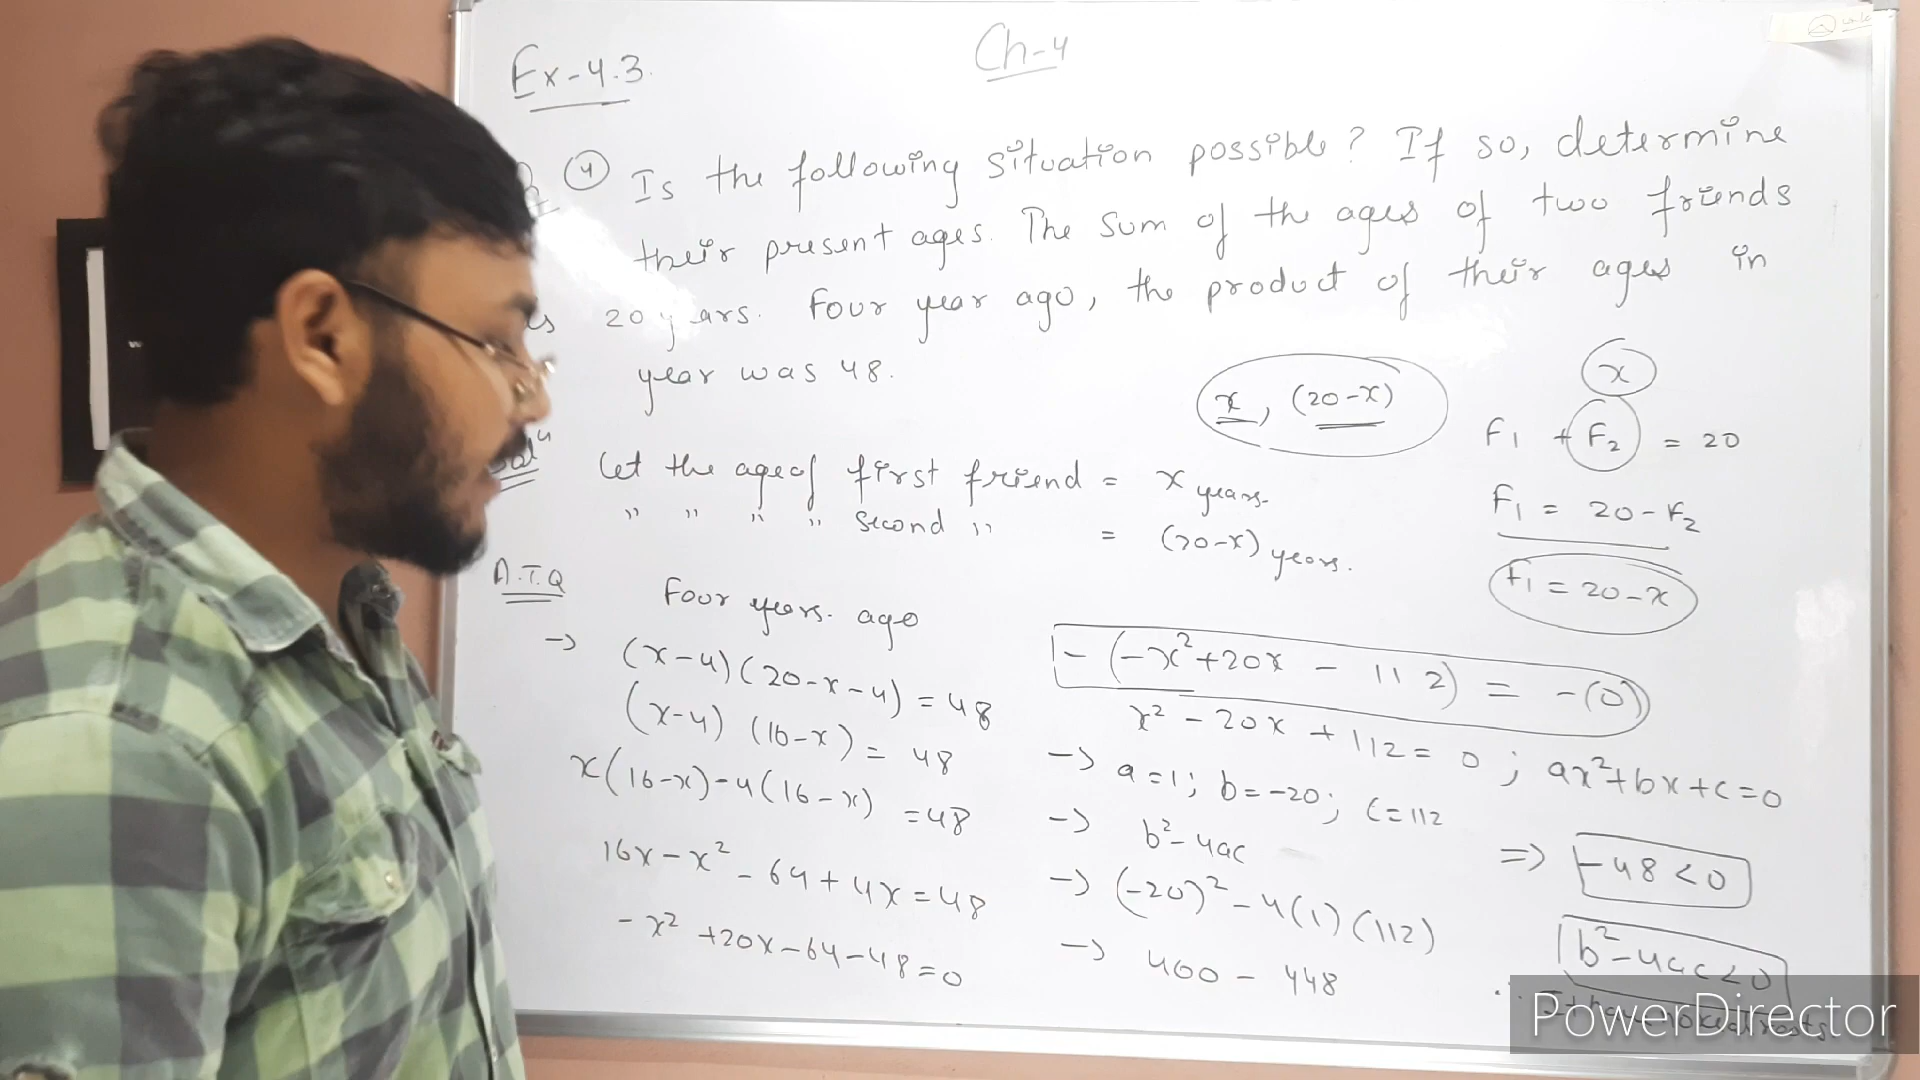 Ch-4
Ex-4.3.
④ Is the following situation possible? If so, determine
their present ages. The sum of the ages of two friends
is 20 years. Four year ago, the product of their ages in
year was 48.
x, (20-x)
x
F₁ + F₂ = 20
F₁ = 20-F₂
F₁ = 20-x
Let the age of first friend = x years.
" " " " second " = (20-x) years.
A.T.Q Four years. ago
→ (x-4)(20-x-4) = 48
(x-4) (16-x) = 48
x(16-x)-4(16-x) = 48
16x-x²-64+4x=48
-x²+20x-64-48=0
-(-x²+20x-112) = -(0)
x²-20x+112=0 ; ax²+bx+c=0
→ a=1; b=-20; c=112
→ b²-4ac
→ (-20)²-4(1)(112)
→ 400-448
⇒ -48<0
b²-4ac<0
PowerDirector